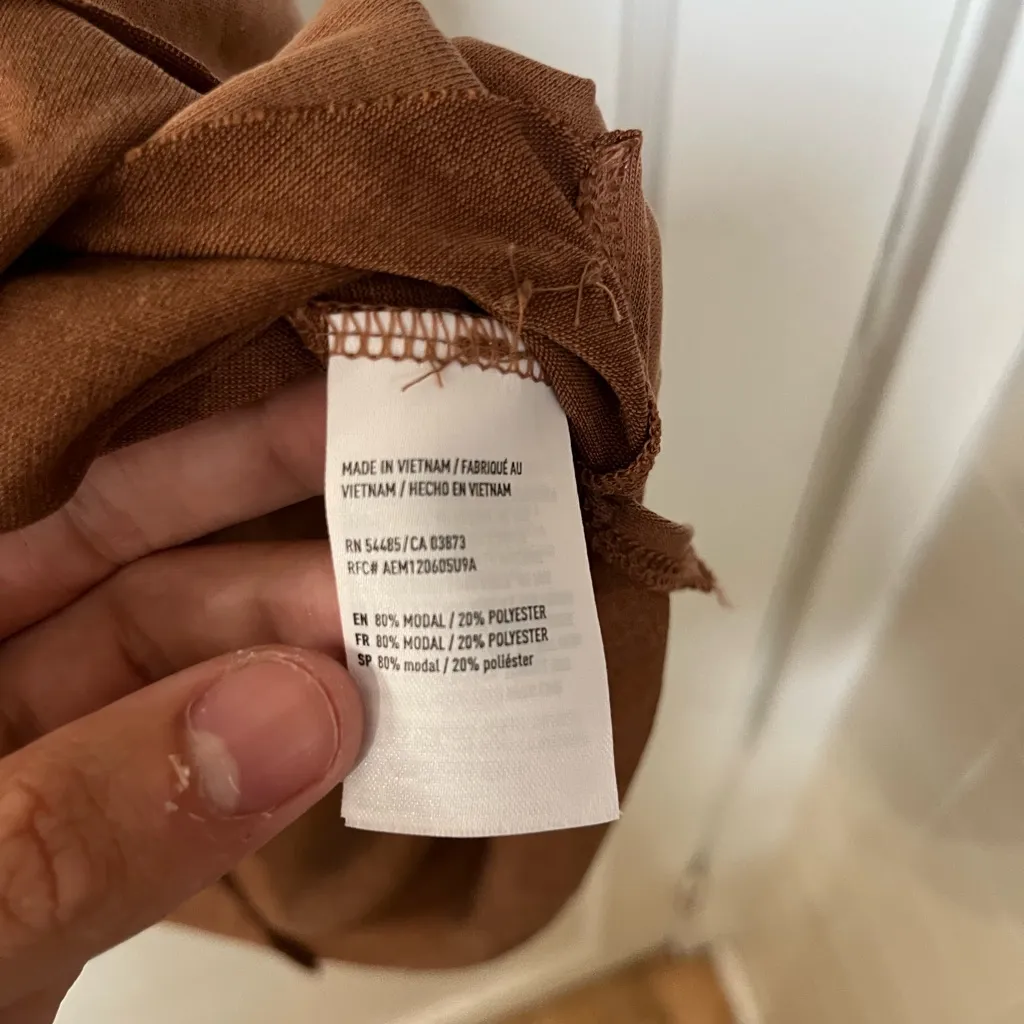 MADE IN VIETNAM / FABRIQUÉ AU
VIETNAM / HECHO EN VIETNAM
RN 54485/CA 03873
RFC# AEM120605U9A
EN 80% MODAL / 20% POLYESTER
FR 80% MODAL / 20% POLYESTER
SP 80% modal / 20% poliéster